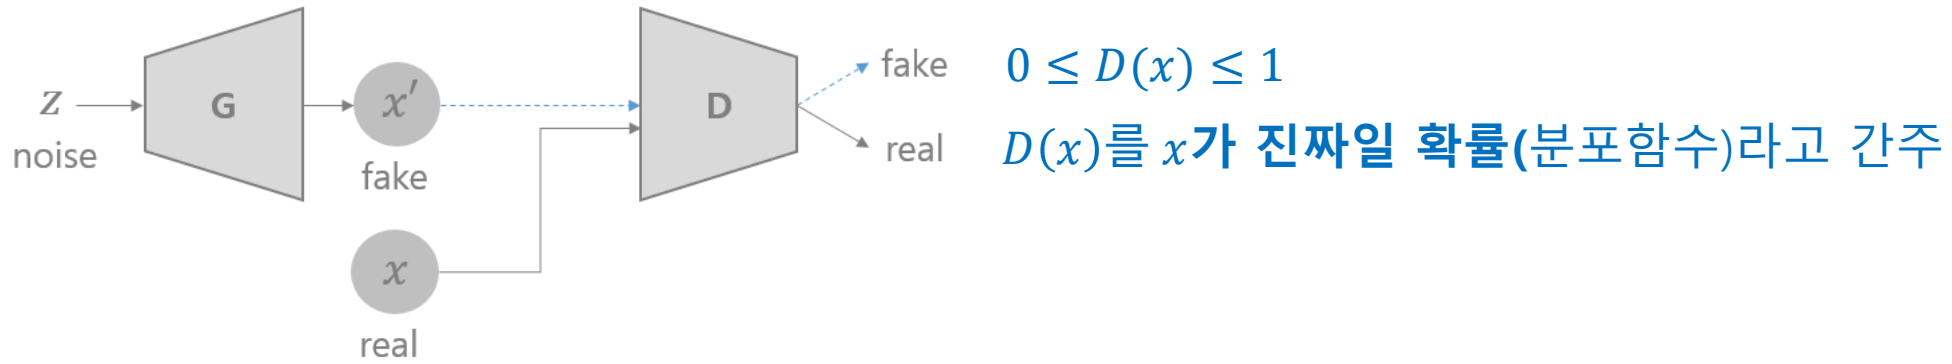 z
noise
G
x′
fake
x
real
D
fake
real
0 ≤ D(x) ≤ 1
D(x)를 x가 진짜일 확률(분포함수)라고 간주